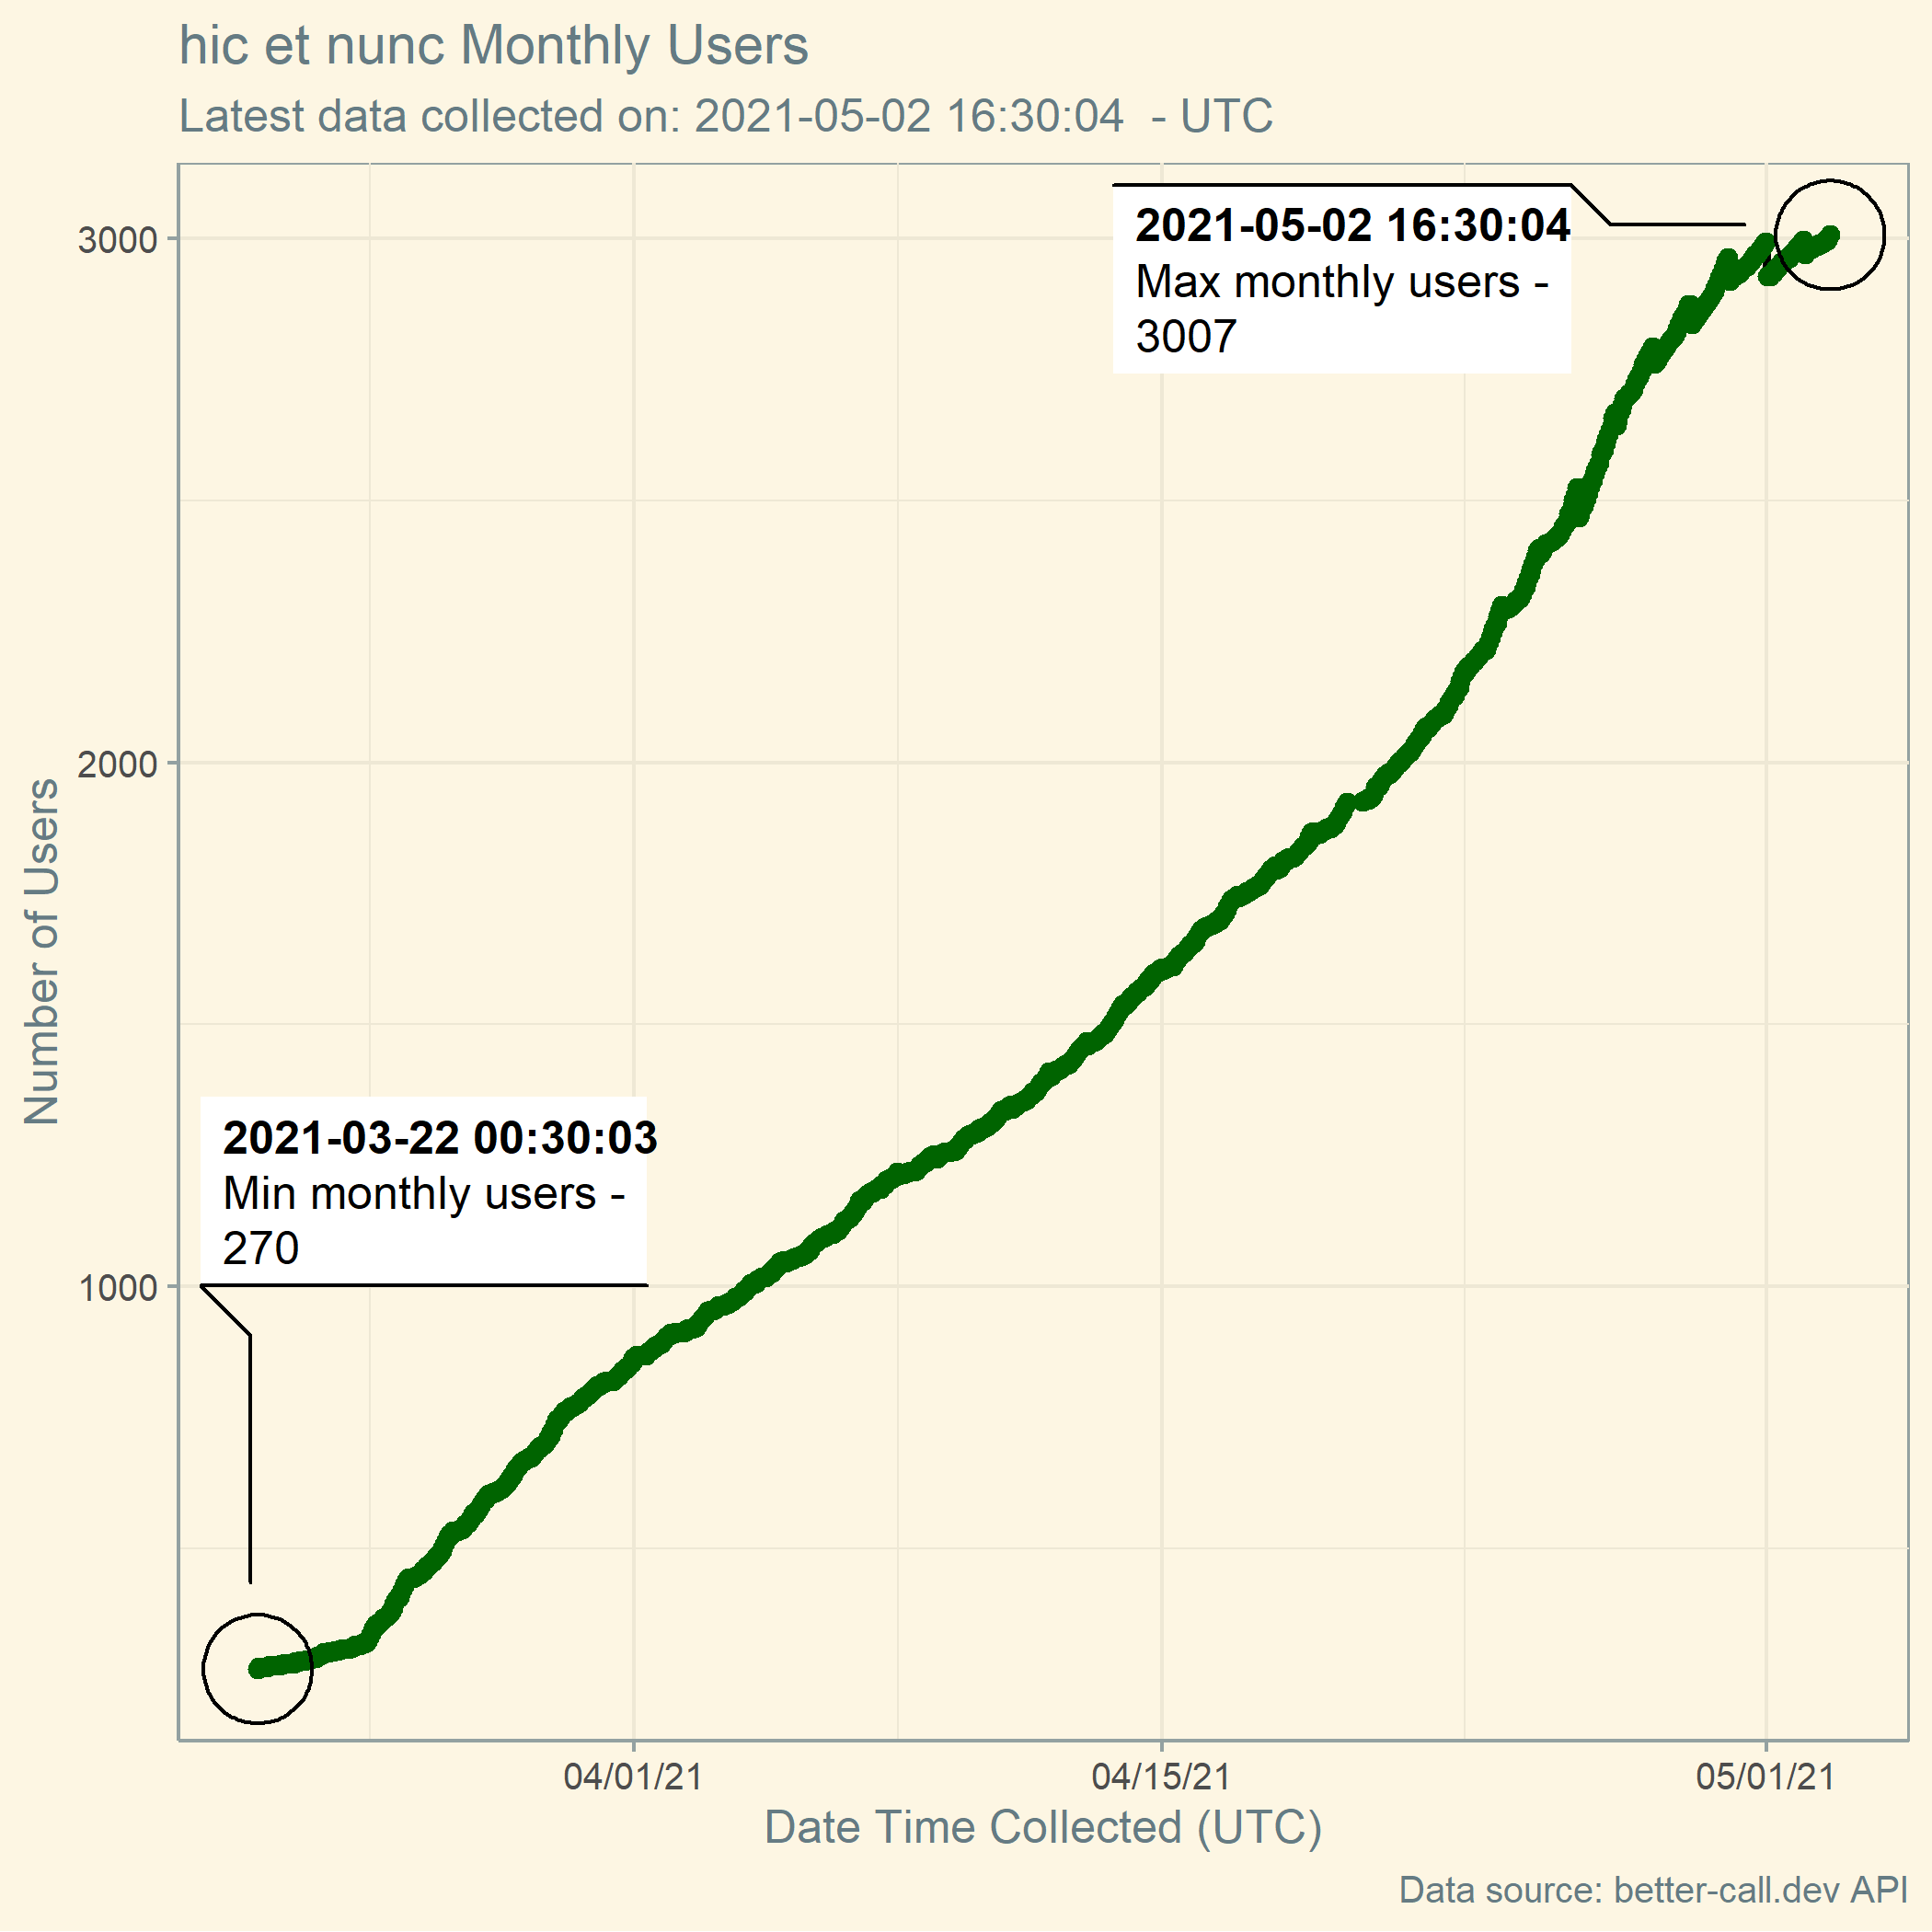 hic et nunc Monthly Users
Latest data collected on: 2021-05-02 16:30:04  - UTC
3000
2021-05-02 16:30:04
Max monthly users -
3007
2000
Number of Users
2021-03-22 00:30:03
Min monthly users -
270
1000
04/01/21
04/15/21
05/01/21
Date Time Collected (UTC)
Data source: better-call.dev API